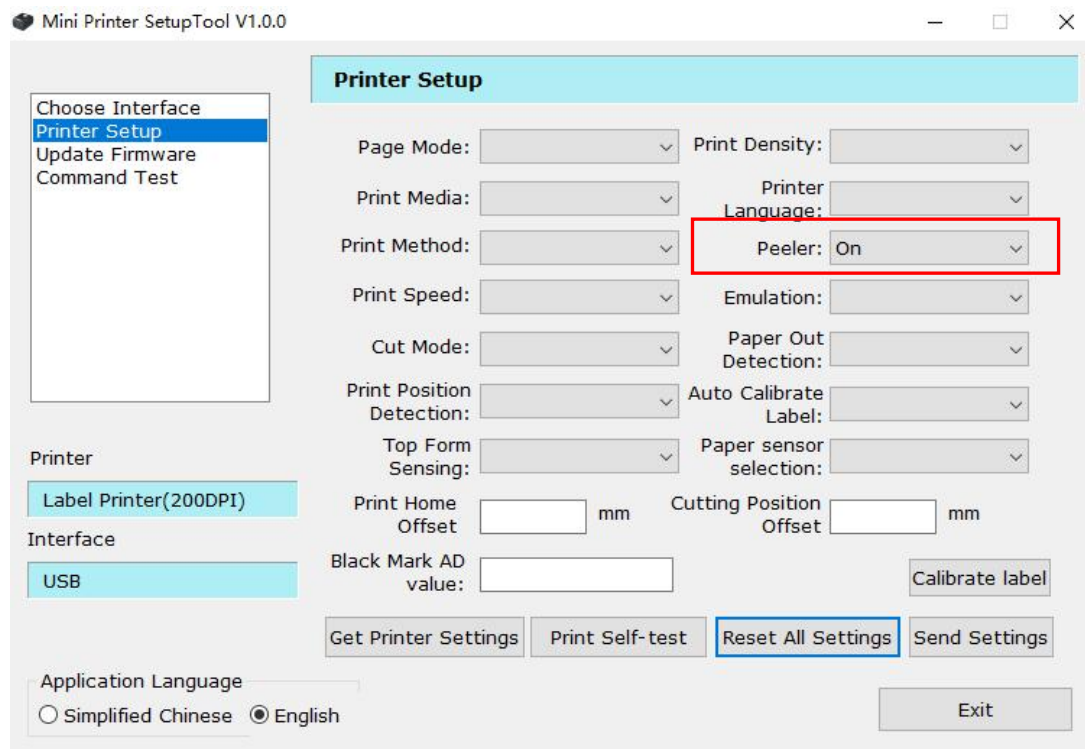 Mini Printer SetupTool V1.0.0
Choose Interface
Printer Setup
Update Firmware
Command Test
Printer
Label Printer(200DPI)
Interface
USB
Application Language
Simplified Chinese
English
Printer Setup
Page Mode:
Print Density:
Print Media:
Printer
Language:
Print Method:
Peeler: On
Print Speed:
Emulation:
Cut Mode:
Paper Out
Detection:
Print Position
Detection:
Auto Calibrate
Label:
Top Form
Sensing:
Paper sensor
selection:
Print Home
Offset
mm
Cutting Position
Offset
mm
Black Mark AD
value:
Calibrate label
Get Printer Settings
Print Self-test
Reset All Settings
Send Settings
Exit